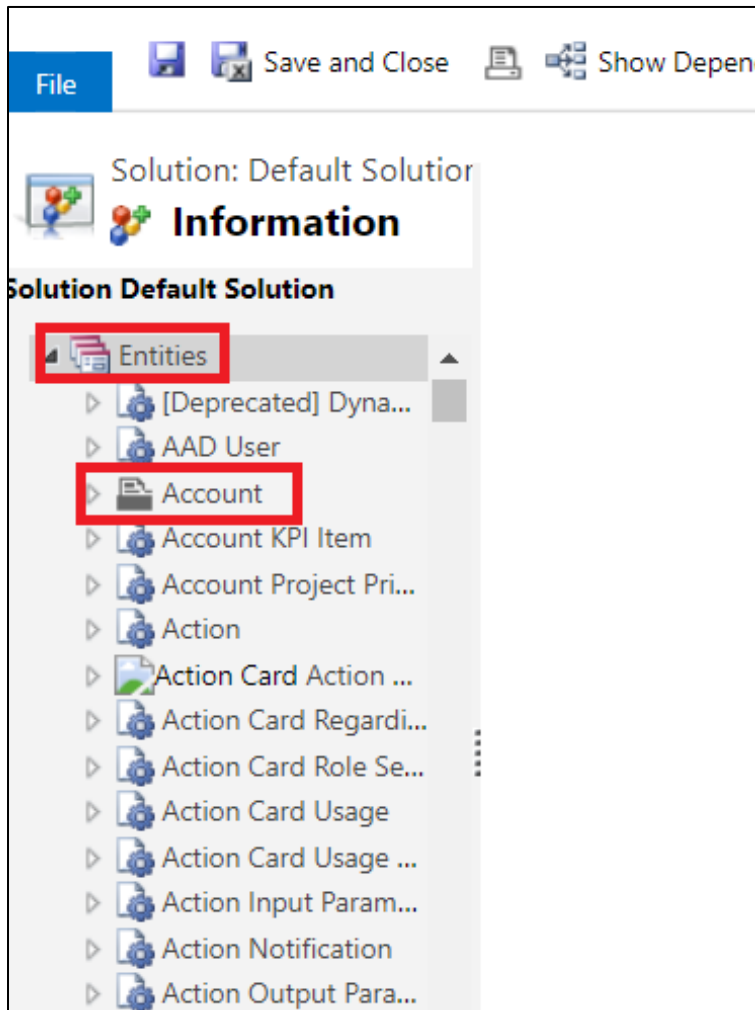 File
Save and Close
Show Depen
Solution: Default Solution
Information
Solution Default Solution
Entities
[Deprecated] Dyna...
AAD User
Account
Account KPI Item
Account Project Pri...
Action
Action Card Action ...
Action Card Regardi...
Action Card Role Se...
Action Card Usage
Action Card Usage ...
Action Input Param...
Action Notification
Action Output Para...